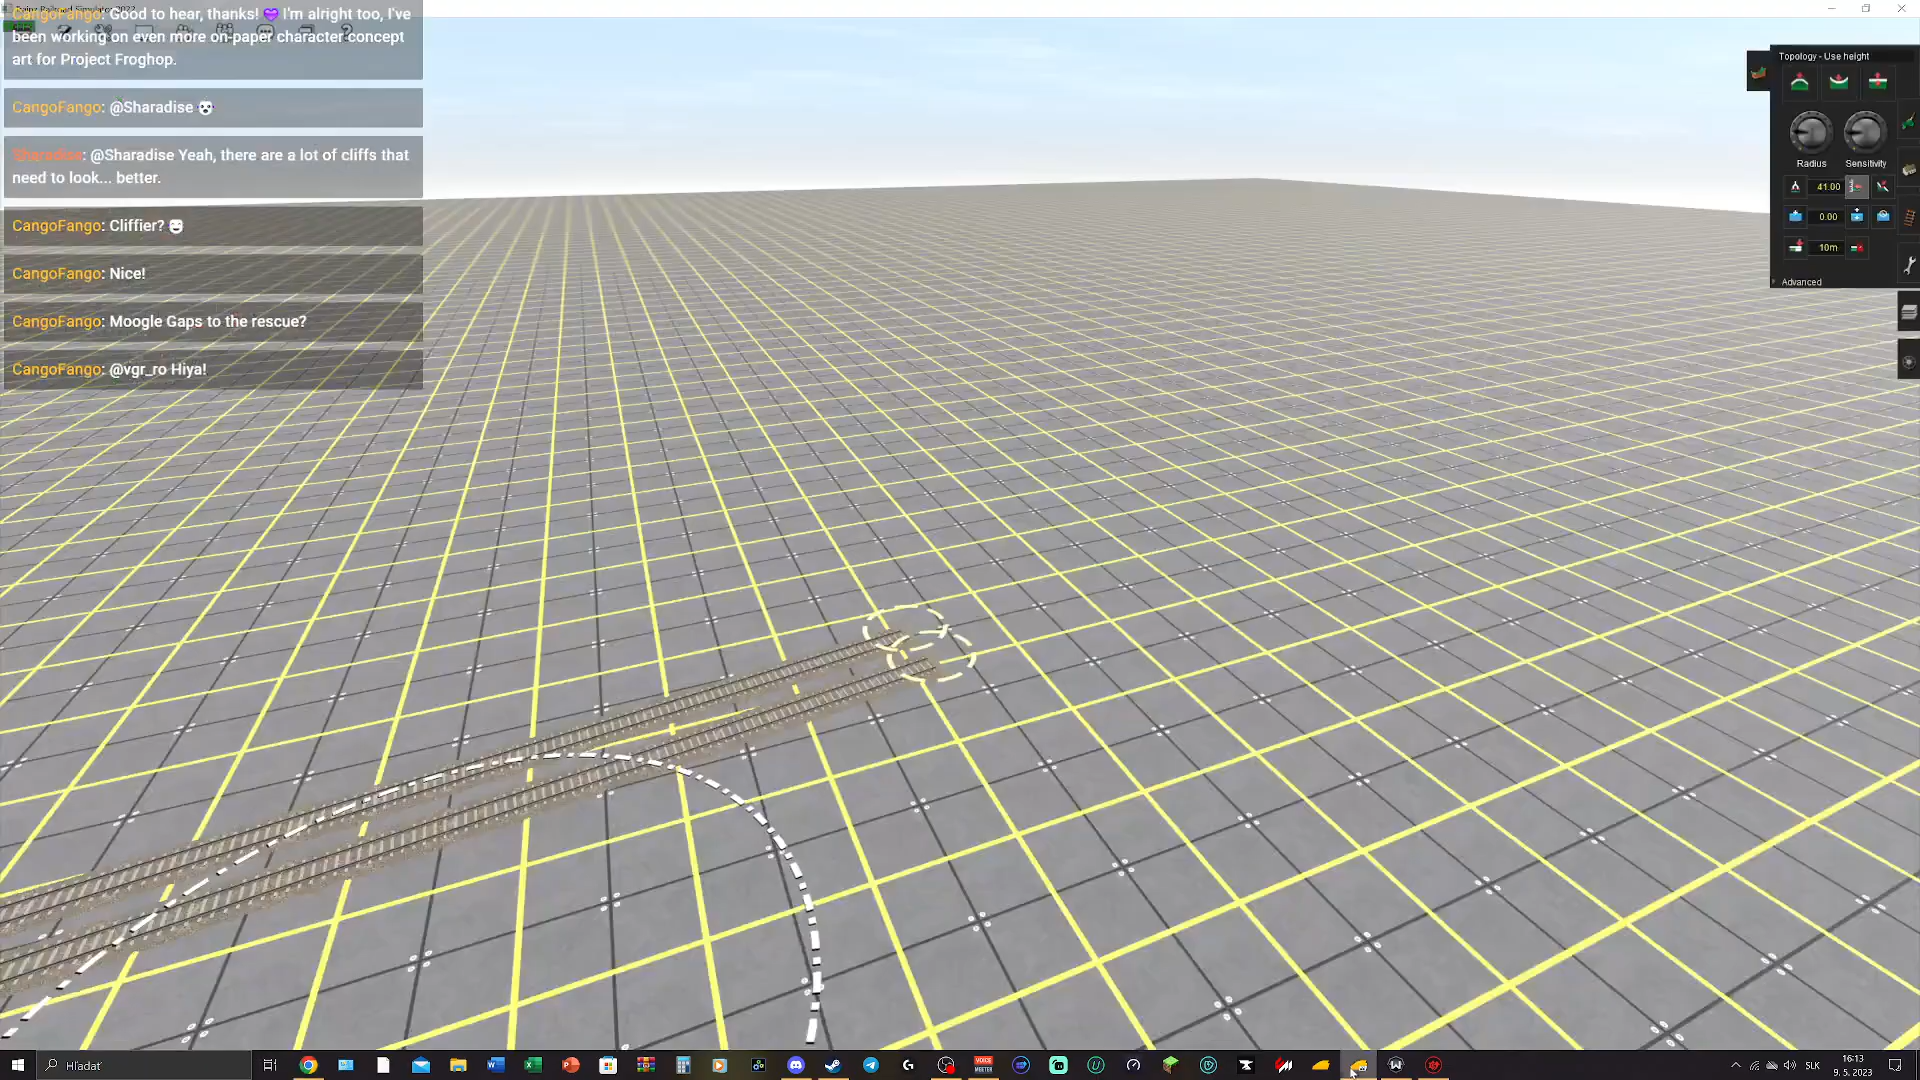 CangoFango: Good to hear, thanks! 💜 I'm alright too, I've
been working on even more on-paper character concept
art for Project Froghop.
CangoFango: @Sharadise
Sharadise: @Sharadise Yeah, there are a lot of cliffs that
need to look... better.
CangoFango: Cliffier?
CangoFango: Nice!
CangoFango: Moogle Gaps to the rescue?
CangoFango: @vgr_ro Hiya!
Topology - Use height
Radius
Sensitivity
41.00
0.00
10m
Advanced
Hľadať
VOICE
MEETER
SLK
16:13
9. 5. 2023